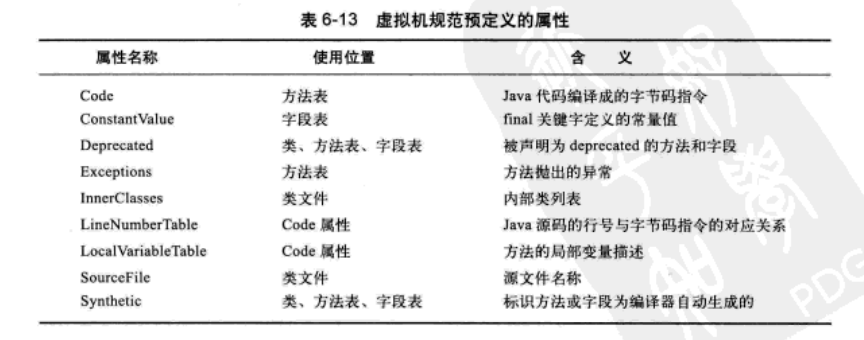 表 6-13 虚拟机规范预定义的属性
属性名称 使用位置 含 义
Code 方法表 Java 代码编译成的字节码指令
ConstantValue 字段表 final 关键字定义的常量值
Deprecated 类、方法表、字段表 被声明为 deprecated 的方法和字段
Exceptions 方法表 方法抛出的异常
InnerClasses 类文件 内部类列表
LineNumberTable Code 属性 Java 源码的行号与字节码指令的对应关系
LocalVariableTable Code 属性 方法的局部变量描述
SourceFile 类文件 源文件名称
Synthetic 类、方法表、字段表 标识方法或字段为编译器自动生成的
PDG